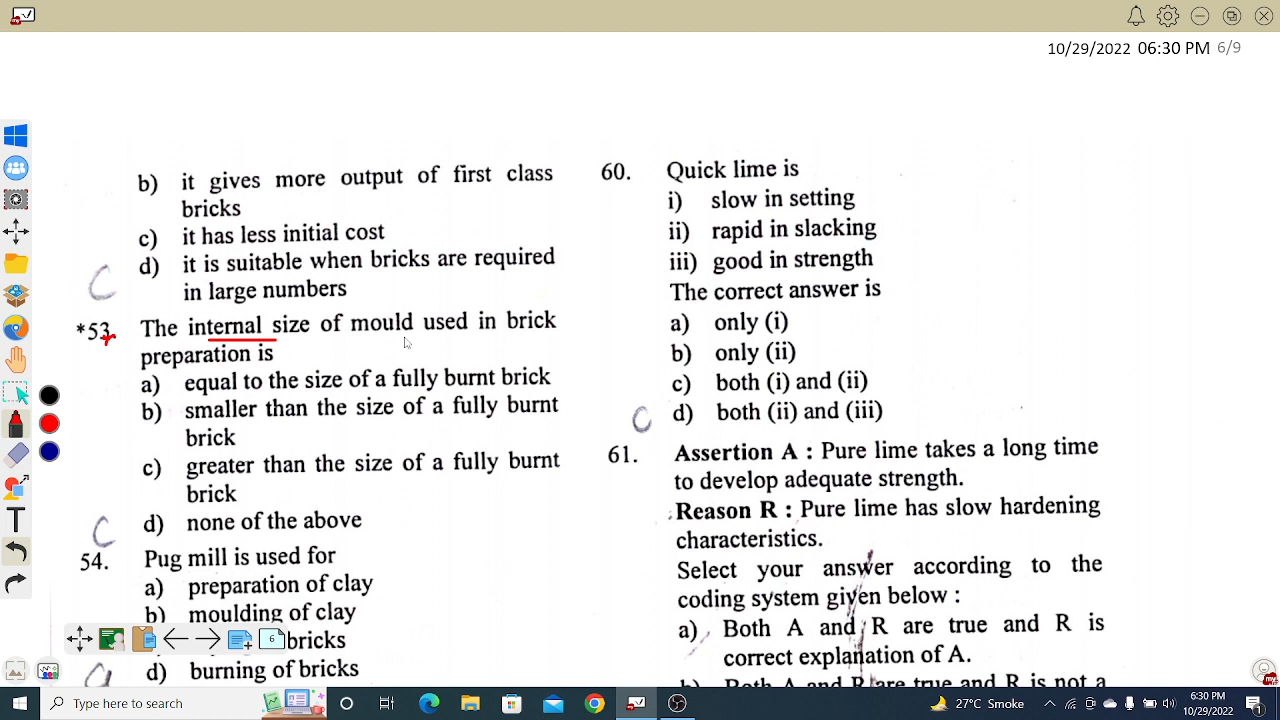 10/29/2022 06:30 PM 6/9
b) it gives more output of first class
bricks
c) it has less initial cost
d) it is suitable when bricks are required
in large numbers
C
*53. The internal size of mould used in brick
preparation is
a) equal to the size of a fully burnt brick
b) smaller than the size of a fully burnt
brick
c) greater than the size of a fully burnt
brick
d) none of the above
C
54. Pug mill is used for
a) preparation of clay
b) moulding of clay
bricks
d) burning of bricks
a
60. Quick lime is
i) slow in setting
ii) rapid in slacking
iii) good in strength
The correct answer is
a) only (i)
b) only (ii)
c) both (i) and (ii)
d) both (ii) and (iii)
C
61. Assertion A : Pure lime takes a long time
to develop adequate strength.
Reason R : Pure lime has slow hardening
characteristics.
Select your answer according to the
coding system given below :
a) Both A and R are true and R is
correct explanation of A.
b) Both A and R are true and R is not a
T
6
Type here to search
27°C Smoke
6:30 PM
10/29/2022